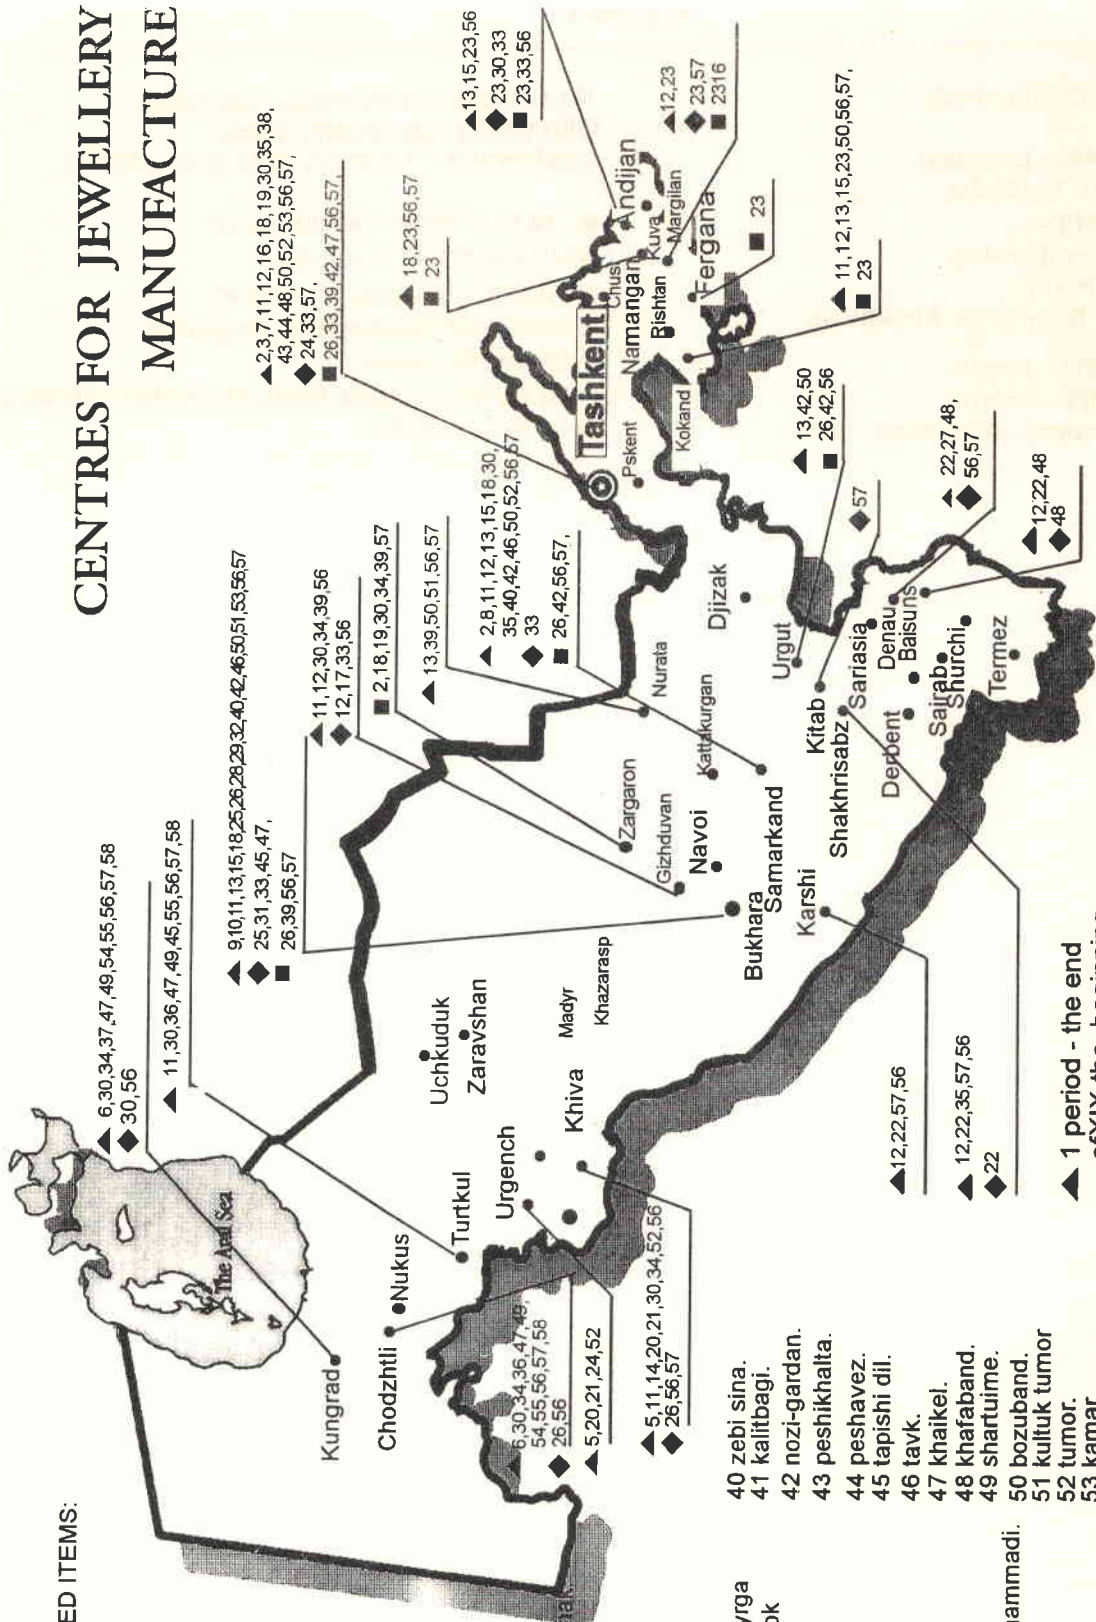 CENTRES FOR JEWELLERY
MANUFACTURE
ED ITEMS:
▲ 6,30,34,37,47,49,54,55,56,57,58
◆ 30,56
▲ 11,30,36,47,49,45,55,56,57,58
▲ 9,10,11,13,15,18,25,26,28,29,32,40,42,46,50,51,53,56,57
◆ 25,31,33,45,47,
■ 26,39,56,57
▲ 11,12,30,34,39,56
◆ 12,17,33,56
■ 2,18,19,30,34,39,57
▲ 13,39,50,51,56,57
▲ 2,8,11,12,13,15,18,30,
35,40,42,46,50,52,56,57
◆ 33
■ 26,42,56,57,
▲ 2,3,7,11,12,16,18,19,30,35,38,
43,44,48,50,52,53,56,57,
◆ 24,33,57,
■ 26,33,39,42,47,56,57,
▲ 18,23,56,57
■ 23
▲ 13,15,23,56
◆ 23,30,33
■ 23,33,56
▲ 12,23
◆ 23,57
■ 2316
■ 23
▲ 11,12,13,15,23,50,56,57,
■ 23
▲ 13,42,50
■ 26,42,56
◆ 57
▲ 22,27,48,
◆ 56,57
▲ 12,22,48
◆ 48
The Aral Sea
Kungrad
Chodzhtli
Nukus
Turtkul
Urgench
Khiva
Madyr
Khazarasp
Uchkuduk
Zaravshan
Bukhara
Gizhduvan
Zargaron
Navoi
Nurata
Kattakurgan
Samarkand
Karshi
Shakhrisabz
Kitab
Urgut
Djizak
Tashkent
Pskent
Kokand
Namangan
Chust
Rishtan
Kuva
Margilan
Andijan
Fergana
Sariasia
Denau
Baisuns
Derbent
Sairab
Shurchi
Termez
▲ 6,30,34,36,47,49,
54,55,56,57,58
◆ 26,56
▲ 5,20,21,24,52
▲ 5,11,14,20,21,30,34,52,56
◆ 26,56,57
▲ 12,22,57,56
▲ 12,22,35,57,56
◆ 22
▲ 1 period - the end
of XIX-the beginning
40 zebi sina.
41 kalitbagi.
42 nozi-gardan.
43 peshikhalta.
44 peshavez.
45 tapishi dil.
46 tavk.
47 khaikel.
48 khafaband.
49 shartuime.
50 bozuband.
51 kultuk tumor
52 tumor.
53 kamar
yrga
ok
ammadi.